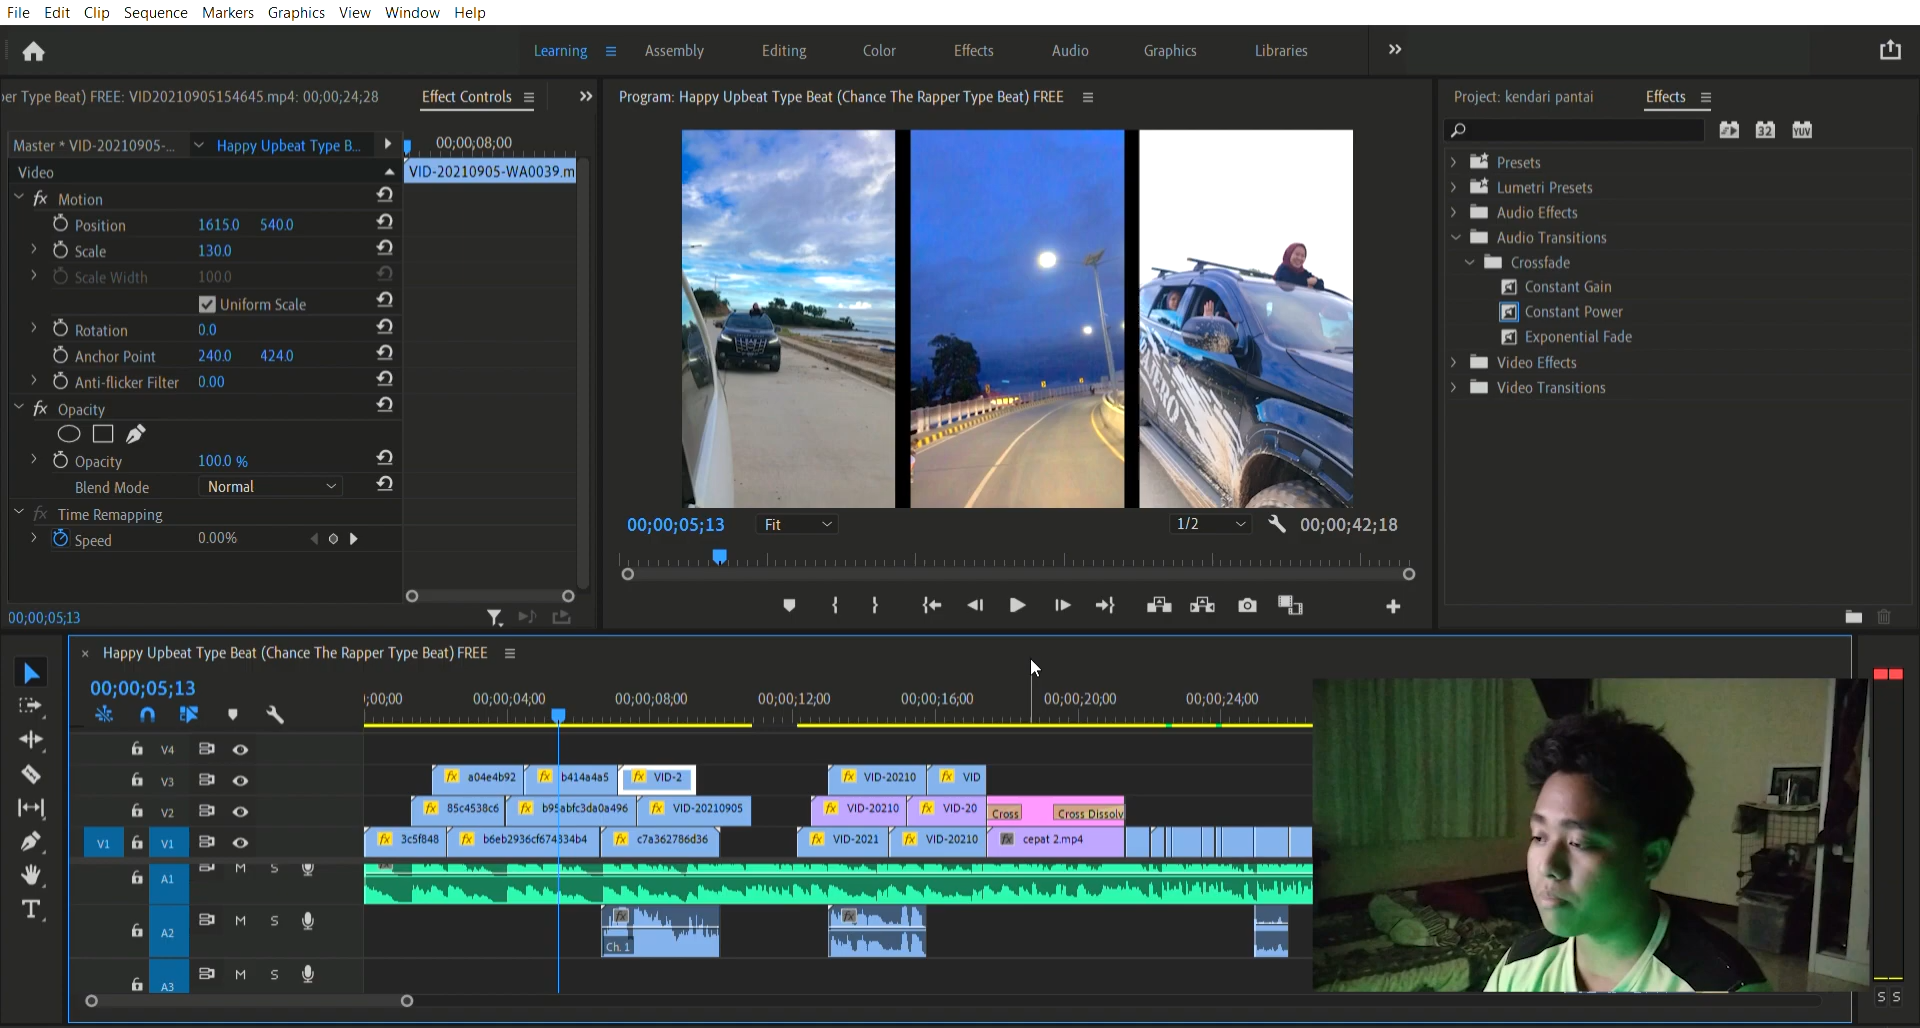 File Edit Clip Sequence Markers Graphics View Window Help
Learning Assembly Editing Color Effects Audio Graphics Libraries
er Type Beat) FREE: VID20210905154645.mp4: 00;00;24;28 Effect Controls
Master * VID-20210905-... Happy Upbeat Type B... 00;00;08;00
Video VID-20210905-WA0039.m
fx Motion
Position 1615.0 540.0
Scale 130.0
Scale Width 100.0
Uniform Scale
Rotation 0.0
Anchor Point 240.0 424.0
Anti-flicker Filter 0.00
fx Opacity
Opacity 100.0 %
Blend Mode Normal
fx Time Remapping
Speed 0.00%
00;00;05;13
Program: Happy Upbeat Type Beat (Chance The Rapper Type Beat) FREE
00;00;05;13 Fit 1/2 00;00;42;18
Project: kendari pantai Effects
32 YUV
Presets
Lumetri Presets
Audio Effects
Audio Transitions
Crossfade
Constant Gain
Constant Power
Exponential Fade
Video Effects
Video Transitions
× Happy Upbeat Type Beat (Chance The Rapper Type Beat) FREE
00;00;05;13 ;00;00 00;00;04;00 00;00;08;00 00;00;12;00 00;00;16;00 00;00;20;00 00;00;24;00
V4
V3 fx a04e4b92 fx b414a4a5 fx VID-2 fx VID-20210 fx VID
V2 fx 85c4538c6 fx b95abfc3da0a496 fx VID-20210905 fx VID-20210 fx VID-20 Cross Cross Dissolv
V1 V1 fx 3c5f848 fx b6eb2936cf674334b4 fx c7a362786d36 fx VID-2021 fx VID-20210 fx cepat 2.mp4
A1 M S
A2 M S fx Ch. 1 fx
A3 M S
S S